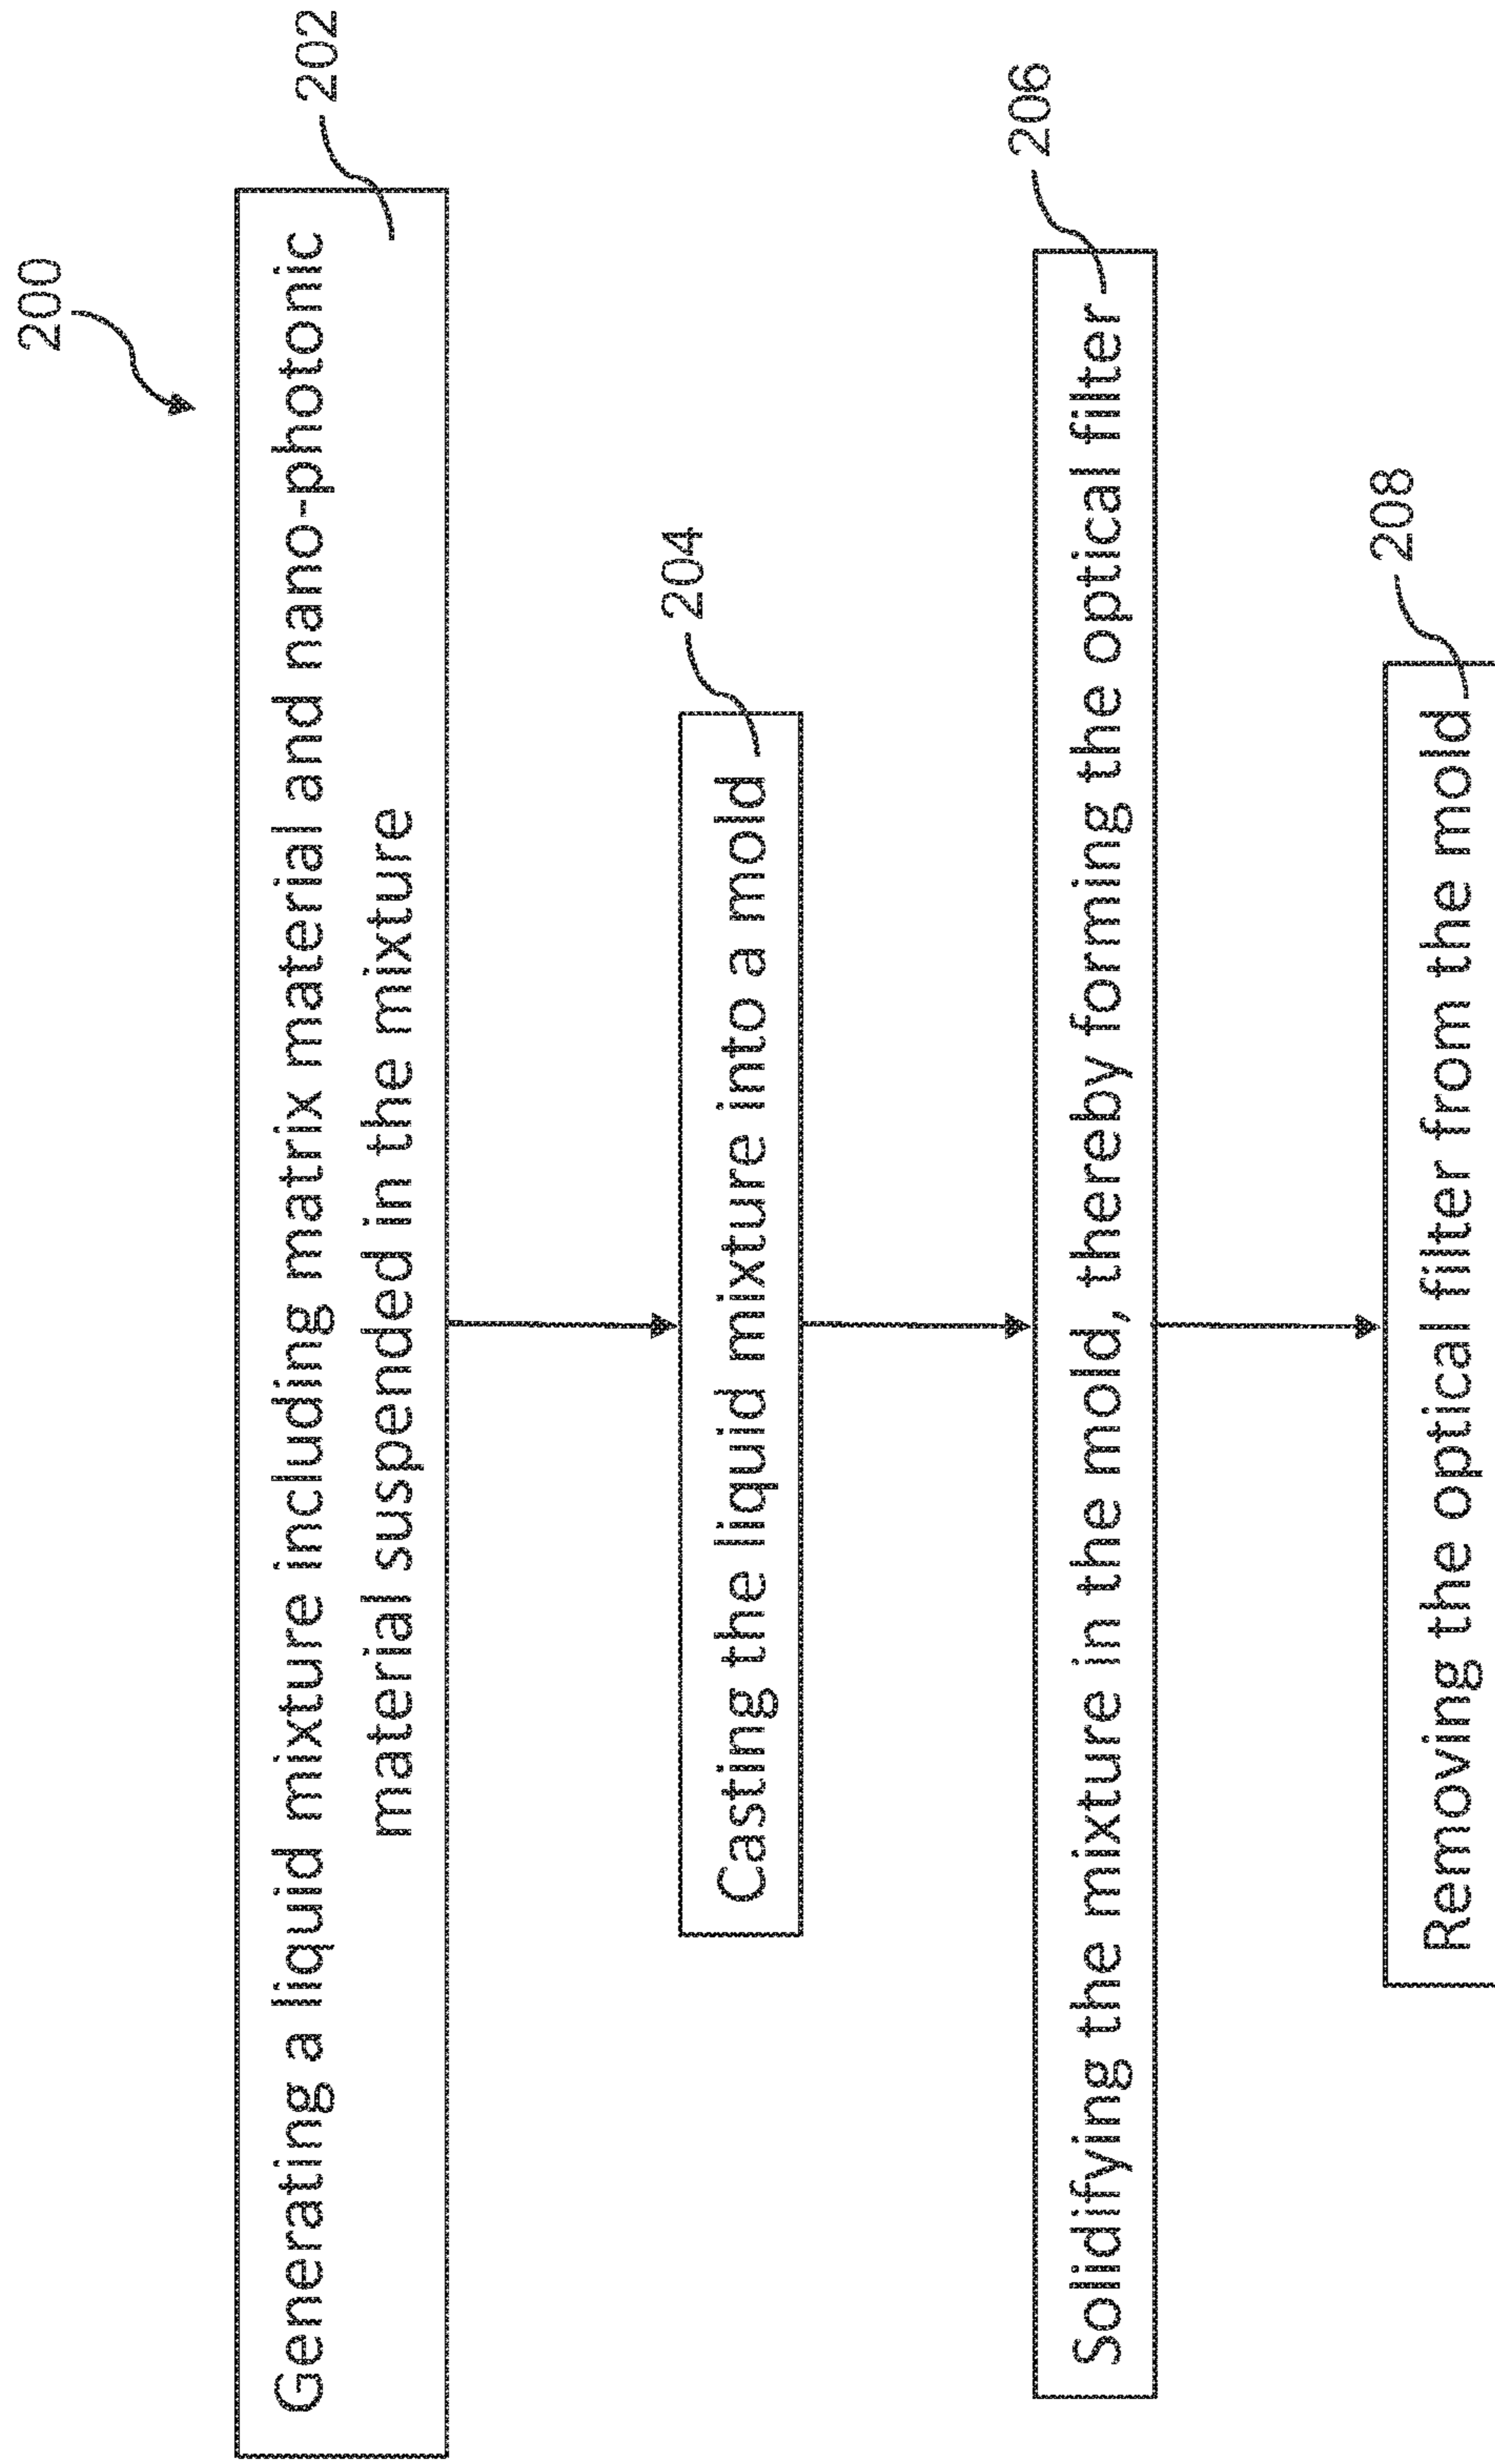 200
202
Generating a liquid mixture including matrix material and nano-photonic
material suspended in the mixture
204
Casting the liquid mixture into a mold
206
Solidifying the mixture in the mold, thereby forming the optical filter
208
Removing the optical filter from the mold